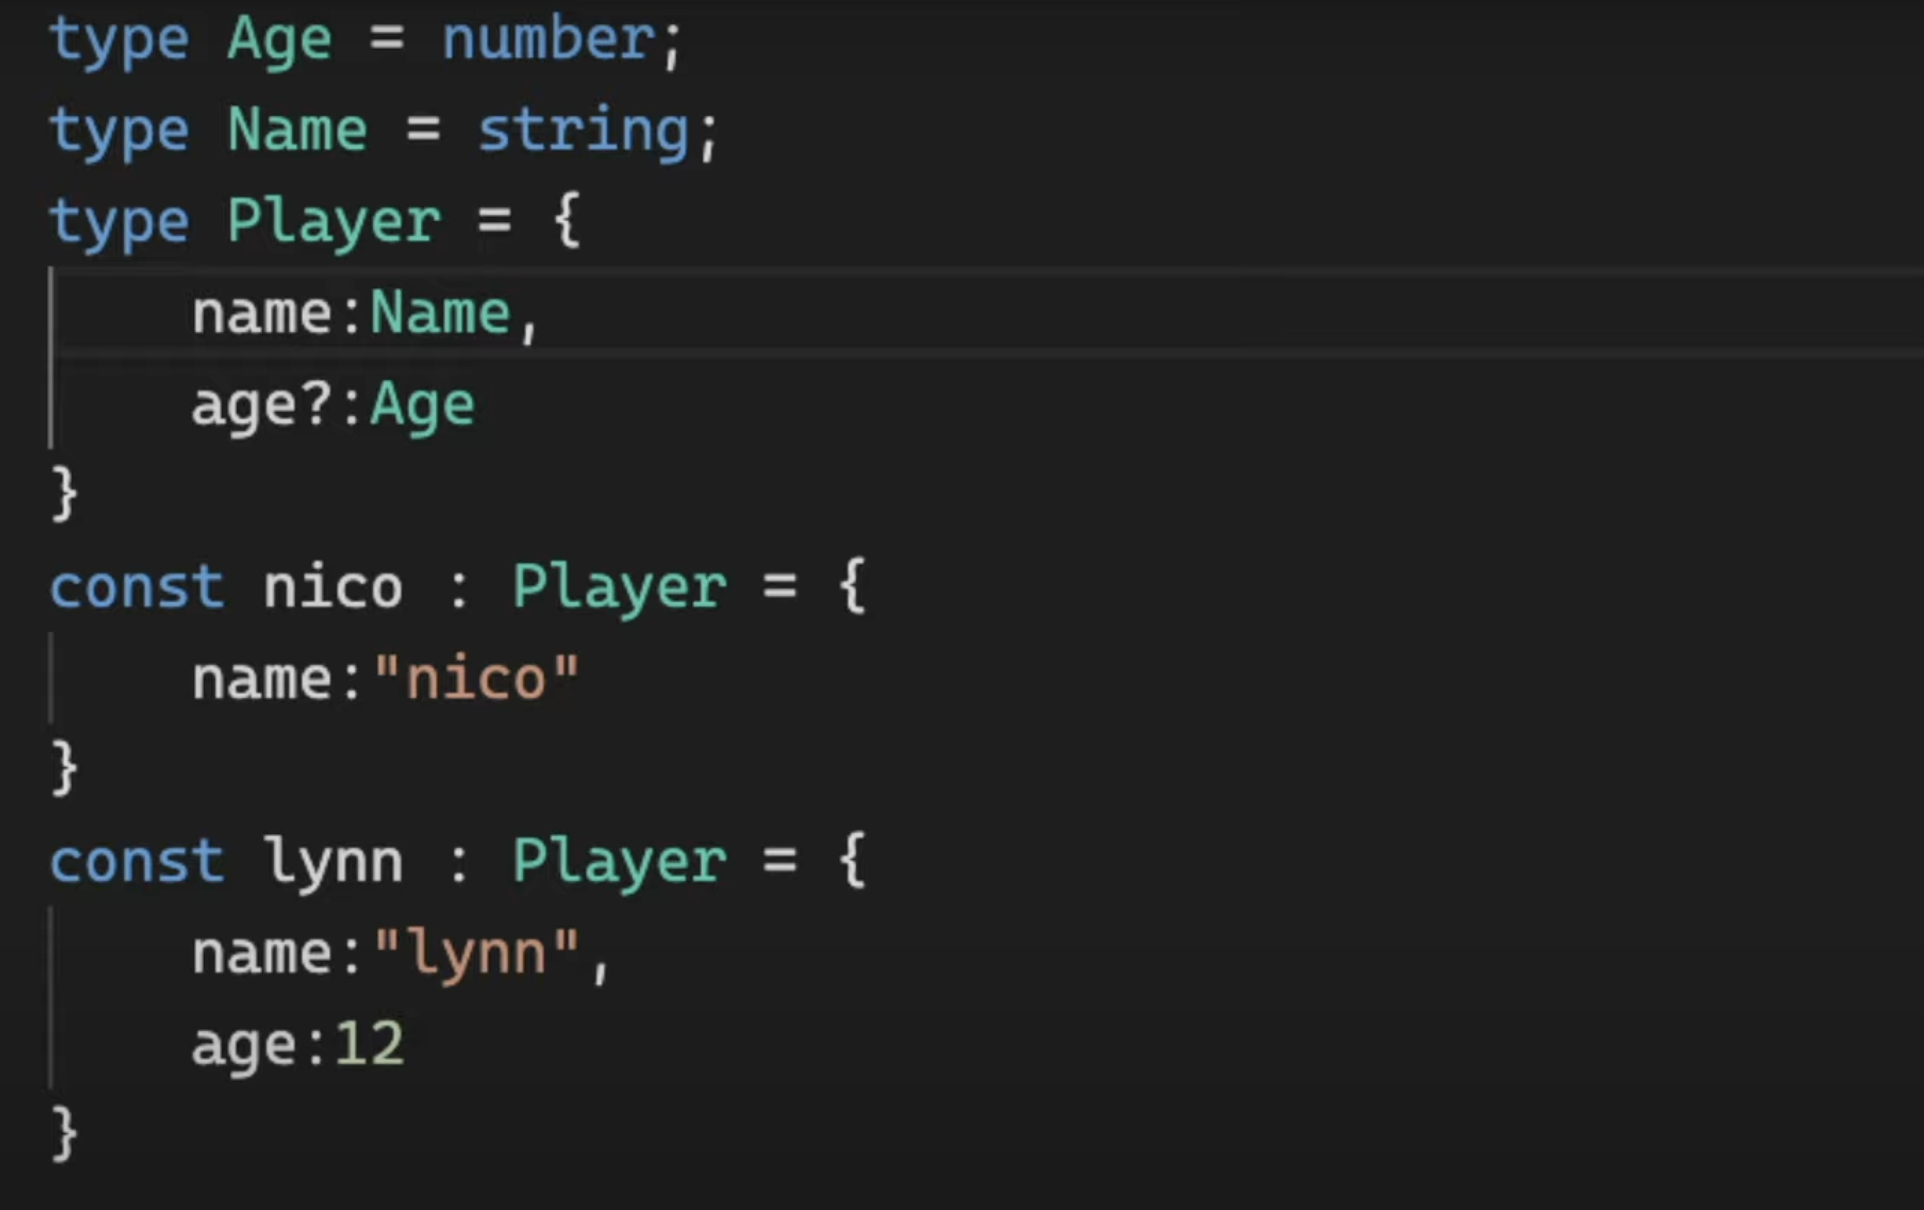 type Age = number;
type Name = string;
type Player = {
    name:Name,
    age?:Age
}
const nico : Player = {
    name:"nico"
}
const lynn : Player = {
    name:"lynn",
    age:12
}